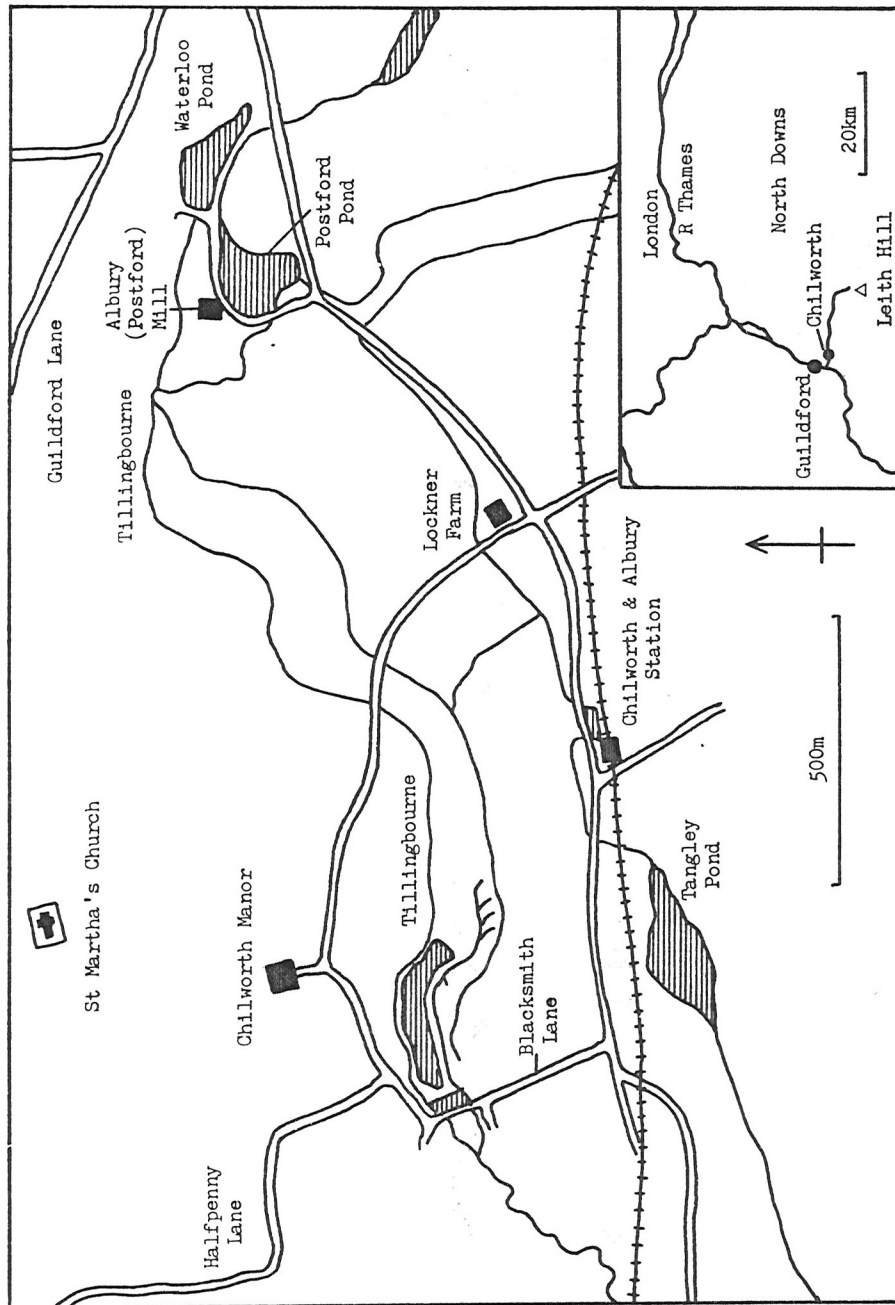 St Martha's Church
Guildford Lane
Waterloo
Pond
Albury
(Postford)
Mill
Postford
Pond
Tillingbourne
Chilworth Manor
Halfpenny
Lane
Lockner
Farm
Tillingbourne
Blacksmith
Lane
Chilworth & Albury
Station
Tangley
Pond
500m
London
R Thames
North Downs
Guildford
Chilworth
Leith Hill
20km